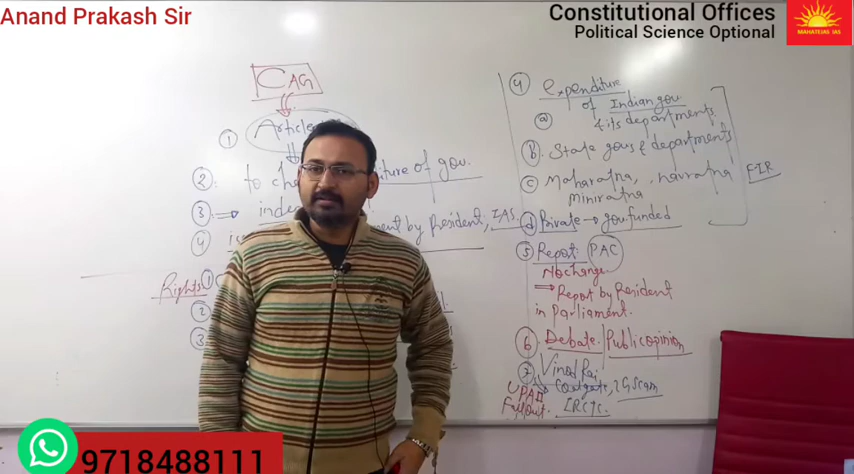 Anand Prakash Sir
Constitutional Offices
Political Science Optional
MAHATEJAS IAS
CAG
① Article
② to che diture of gov.
③ ⇒ inde ment by President, IAS.
④
Rights ①
②
③
④ expenditure
of Indian gov
ⓐ & its departments
ⓑ State govs & departments
ⓒ Maharatna, navratna
miniratna
FIR
ⓓ Private → gov funded
⑤ Report: PAC
No change
⇒ Report by President
in Parliament.
⑥ Debate / Public opinion
⑦ Vinod Rai
Coalgate, 2G Scam
UPA II
Fallout. IRCTC.
9718488111